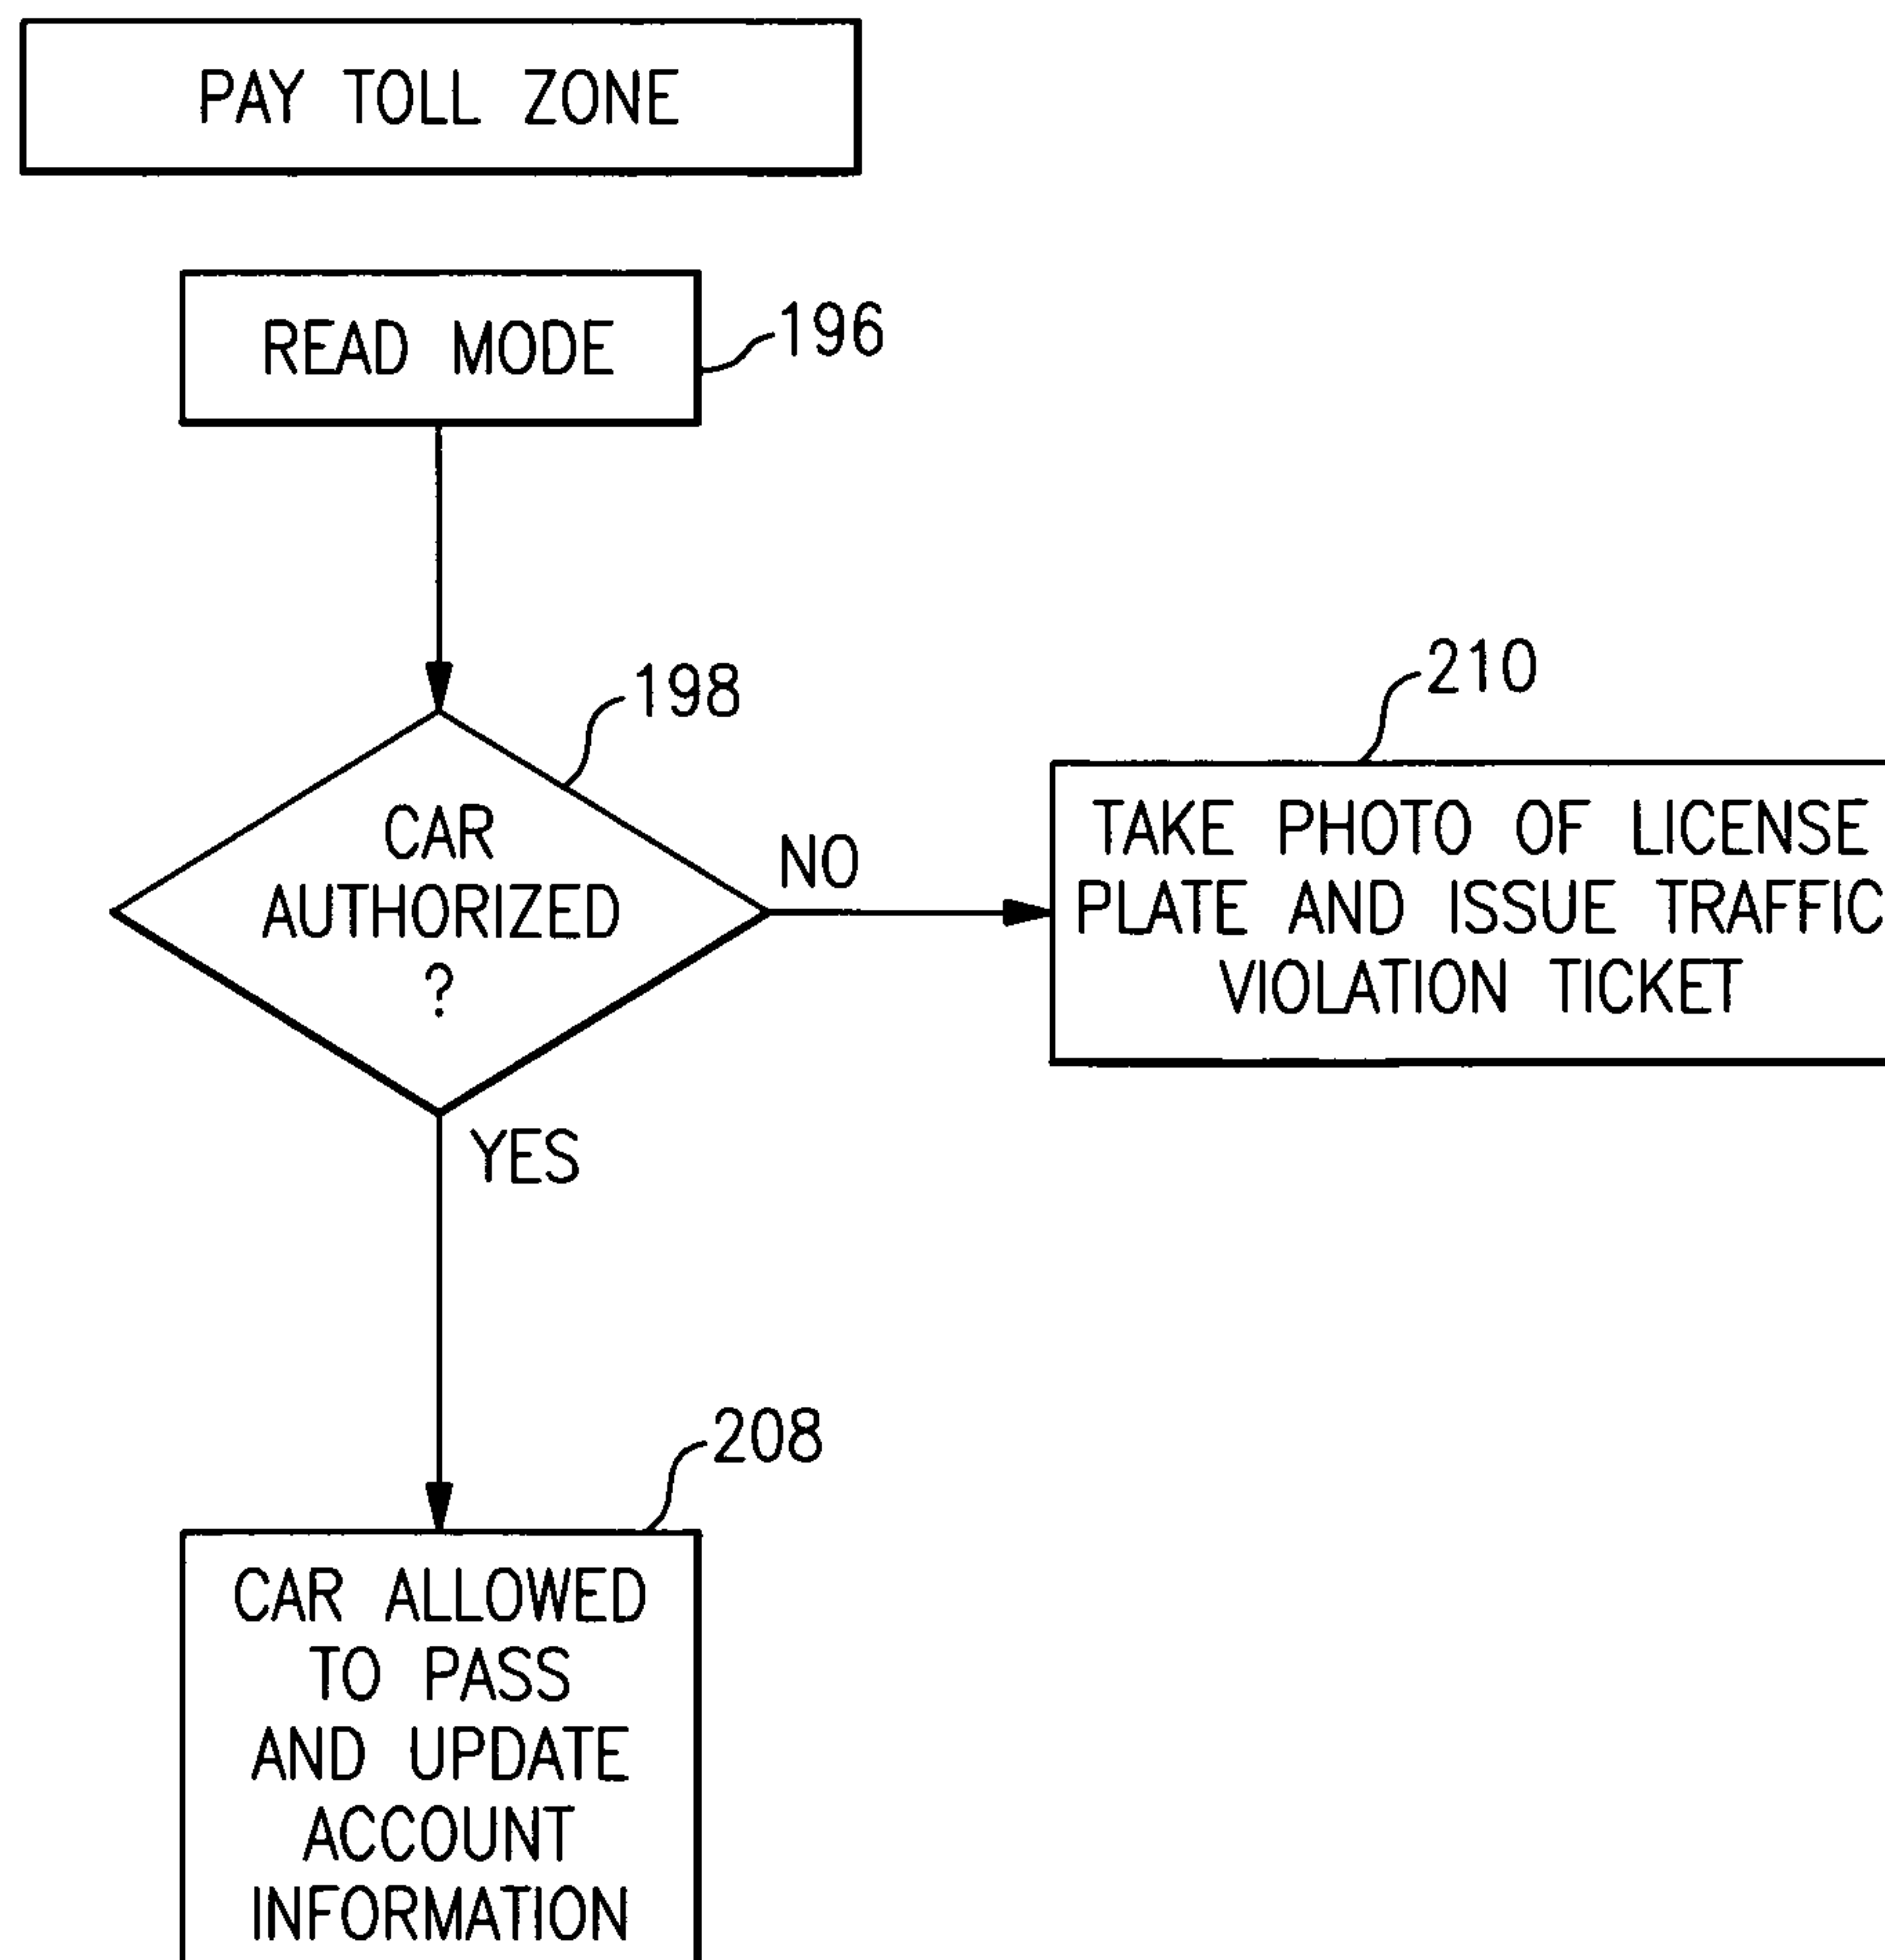 PAY TOLL ZONE
READ MODE
196
198
CAR
AUTHORIZED
?
NO
210
TAKE PHOTO OF LICENSE
PLATE AND ISSUE TRAFFIC
VIOLATION TICKET
YES
208
CAR ALLOWED
TO PASS
AND UPDATE
ACCOUNT
INFORMATION